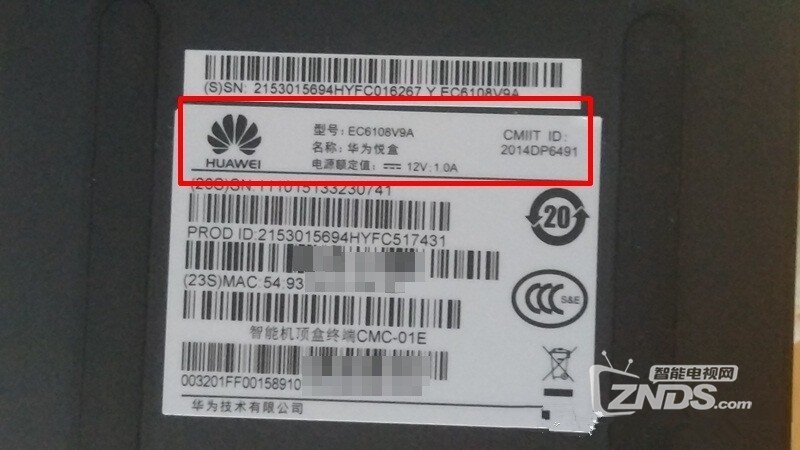 (S)SN: 2153015694HYFC016267 Y EC6108V9A
HUAWEI
型号: EC6108V9A
名称: 华为悦盒
电源额定值: 12V 1.0A
CMIIT ID:
2014DP6491
PROD ID:2153015694HYFC517431
20
(23S)MAC:54:93
CCC S&E
智能机顶盒终端CMC-01E
003201FF00158910
华为技术有限公司
智能电视网
ZNDS.com